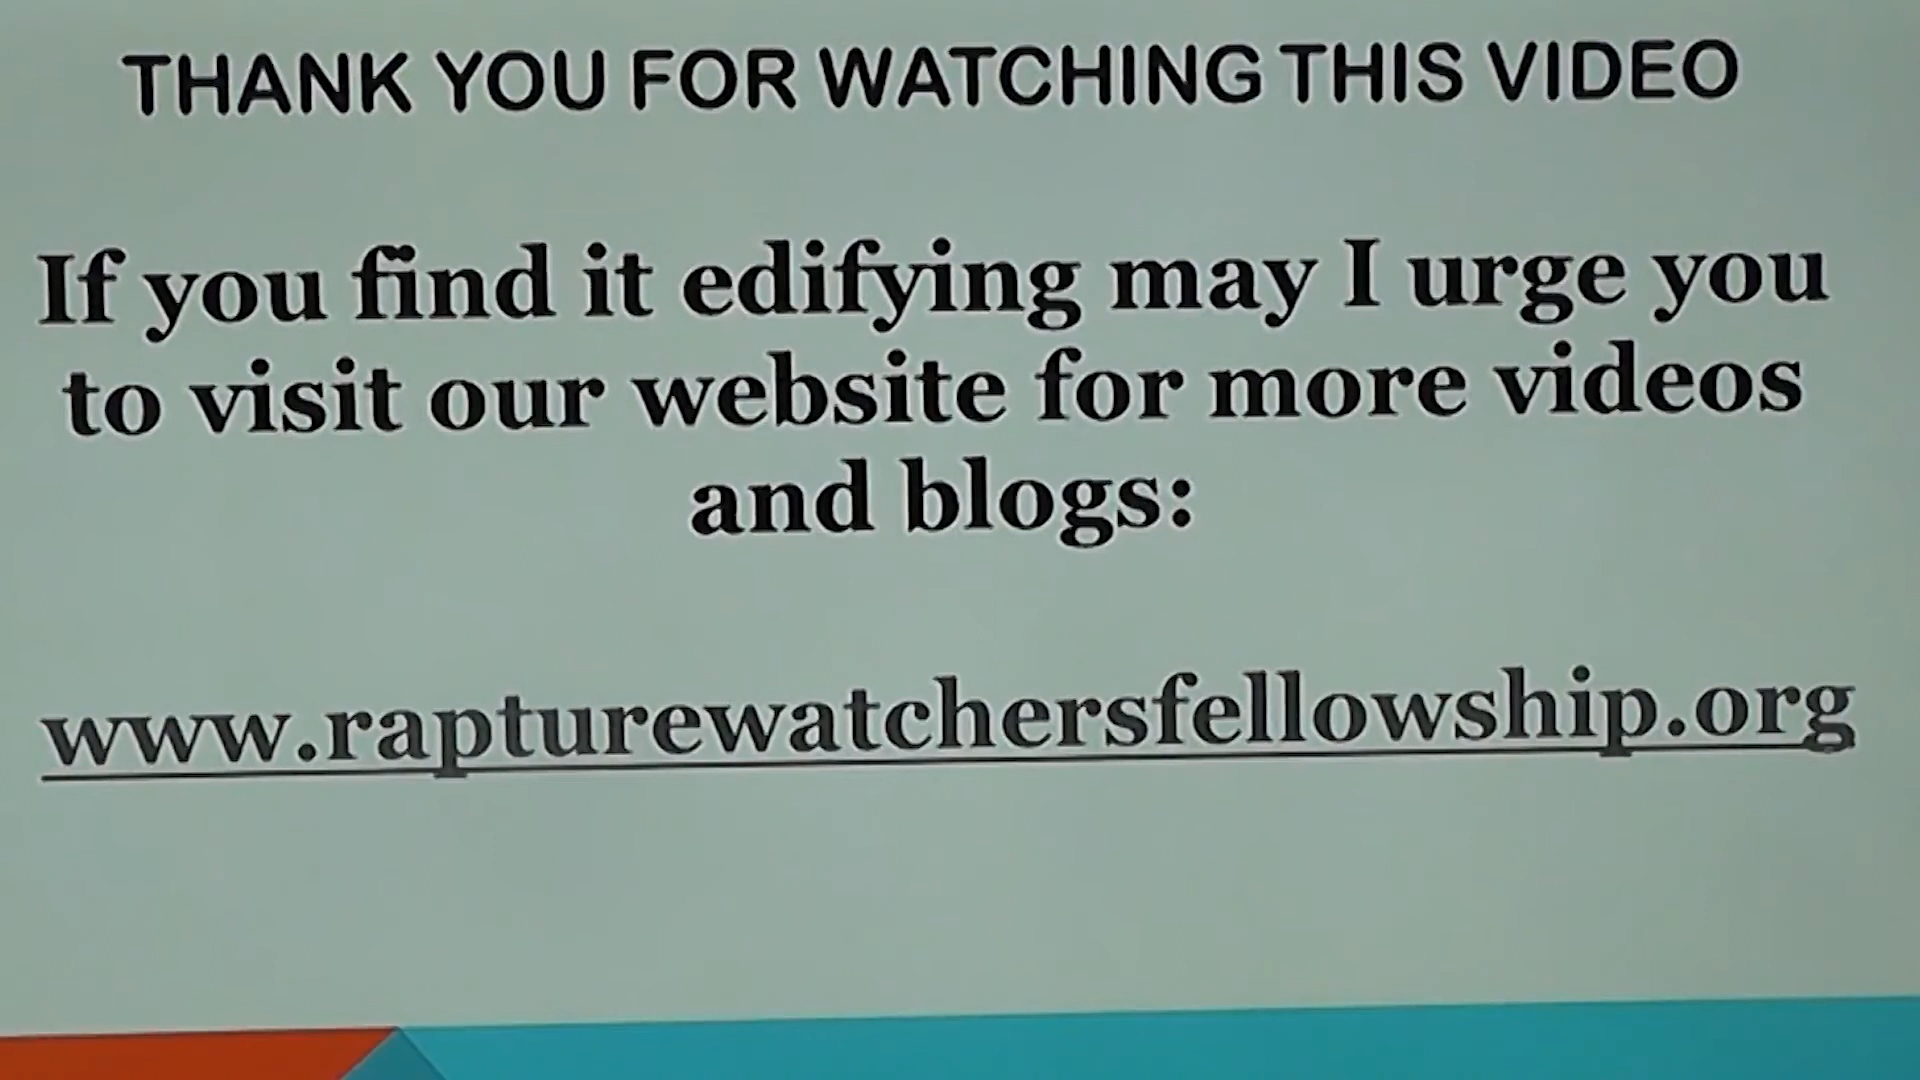 THANK YOU FOR WATCHING THIS VIDEO
If you find it edifying may I urge you
to visit our website for more videos
and blogs:
www.rapturewatchersfellowship.org